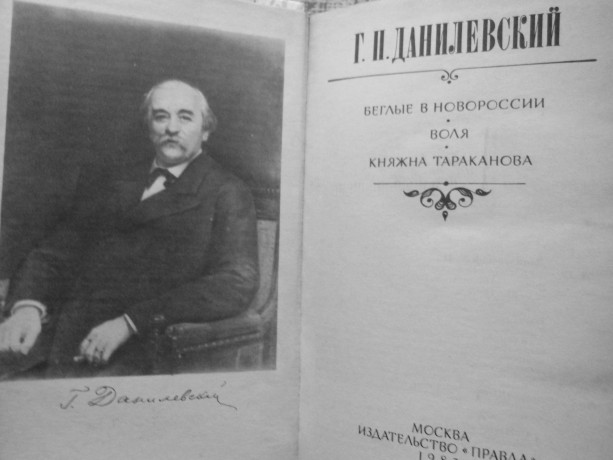 Г. Данилевский
Г. П. ДАНИЛЕВСКИЙ
БЕГЛЫЕ В НОВОРОССИИ
ВОЛЯ
КНЯЖНА ТАРАКАНОВА
МОСКВА
ИЗДАТЕЛЬСТВО «ПРАВДА»